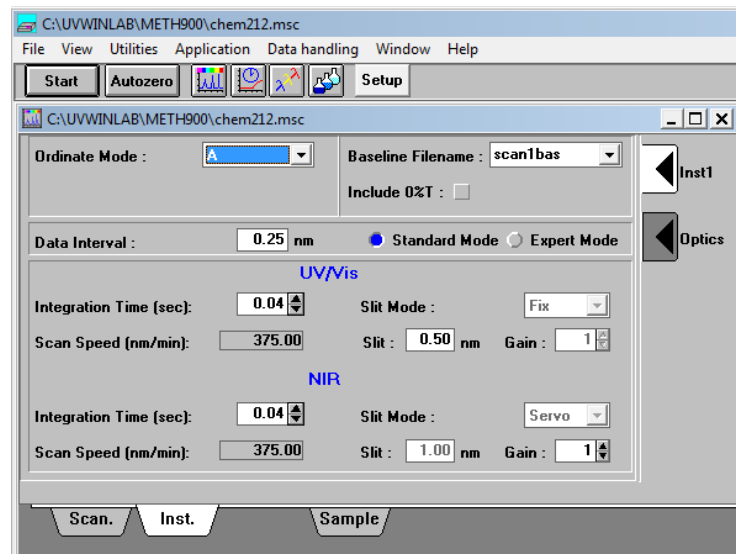 C:\UVWINLAB\METH900\chem212.msc
File View Utilities Application Data handling Window Help
Start Autozero λ λ Setup
C:\UVWINLAB\METH900\chem212.msc
Ordinate Mode : A Baseline Filename : scan1bas
Inst1
Include 0%T :
Data Interval : 0.25 nm Standard Mode Expert Mode
Optics
UV/Vis
Integration Time (sec): 0.04 Slit Mode : Fix
Scan Speed (nm/min): 375.00 Slit : 0.50 nm Gain : 1
NIR
Integration Time (sec): 0.04 Slit Mode : Servo
Scan Speed (nm/min): 375.00 Slit : 1.00 nm Gain : 1
Scan. Inst. Sample